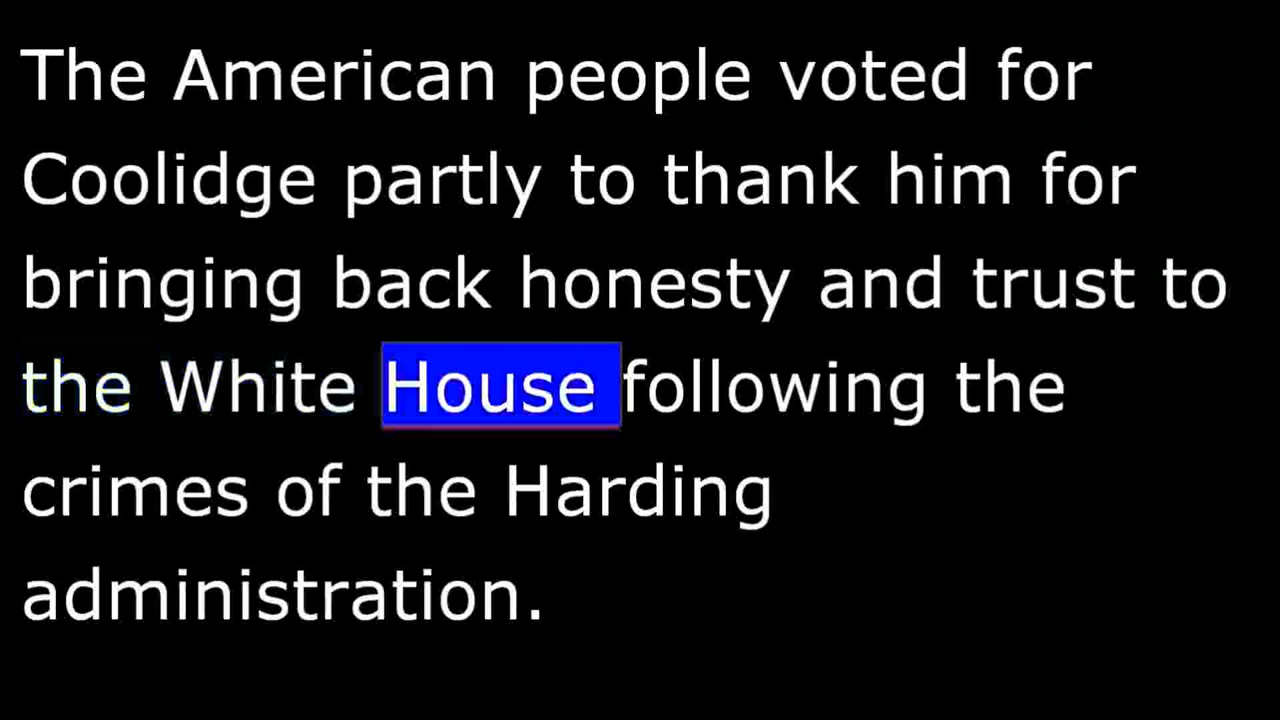 The American people voted for
Coolidge partly to thank him for
bringing back honesty and trust to
the White House following the
crimes of the Harding
administration.